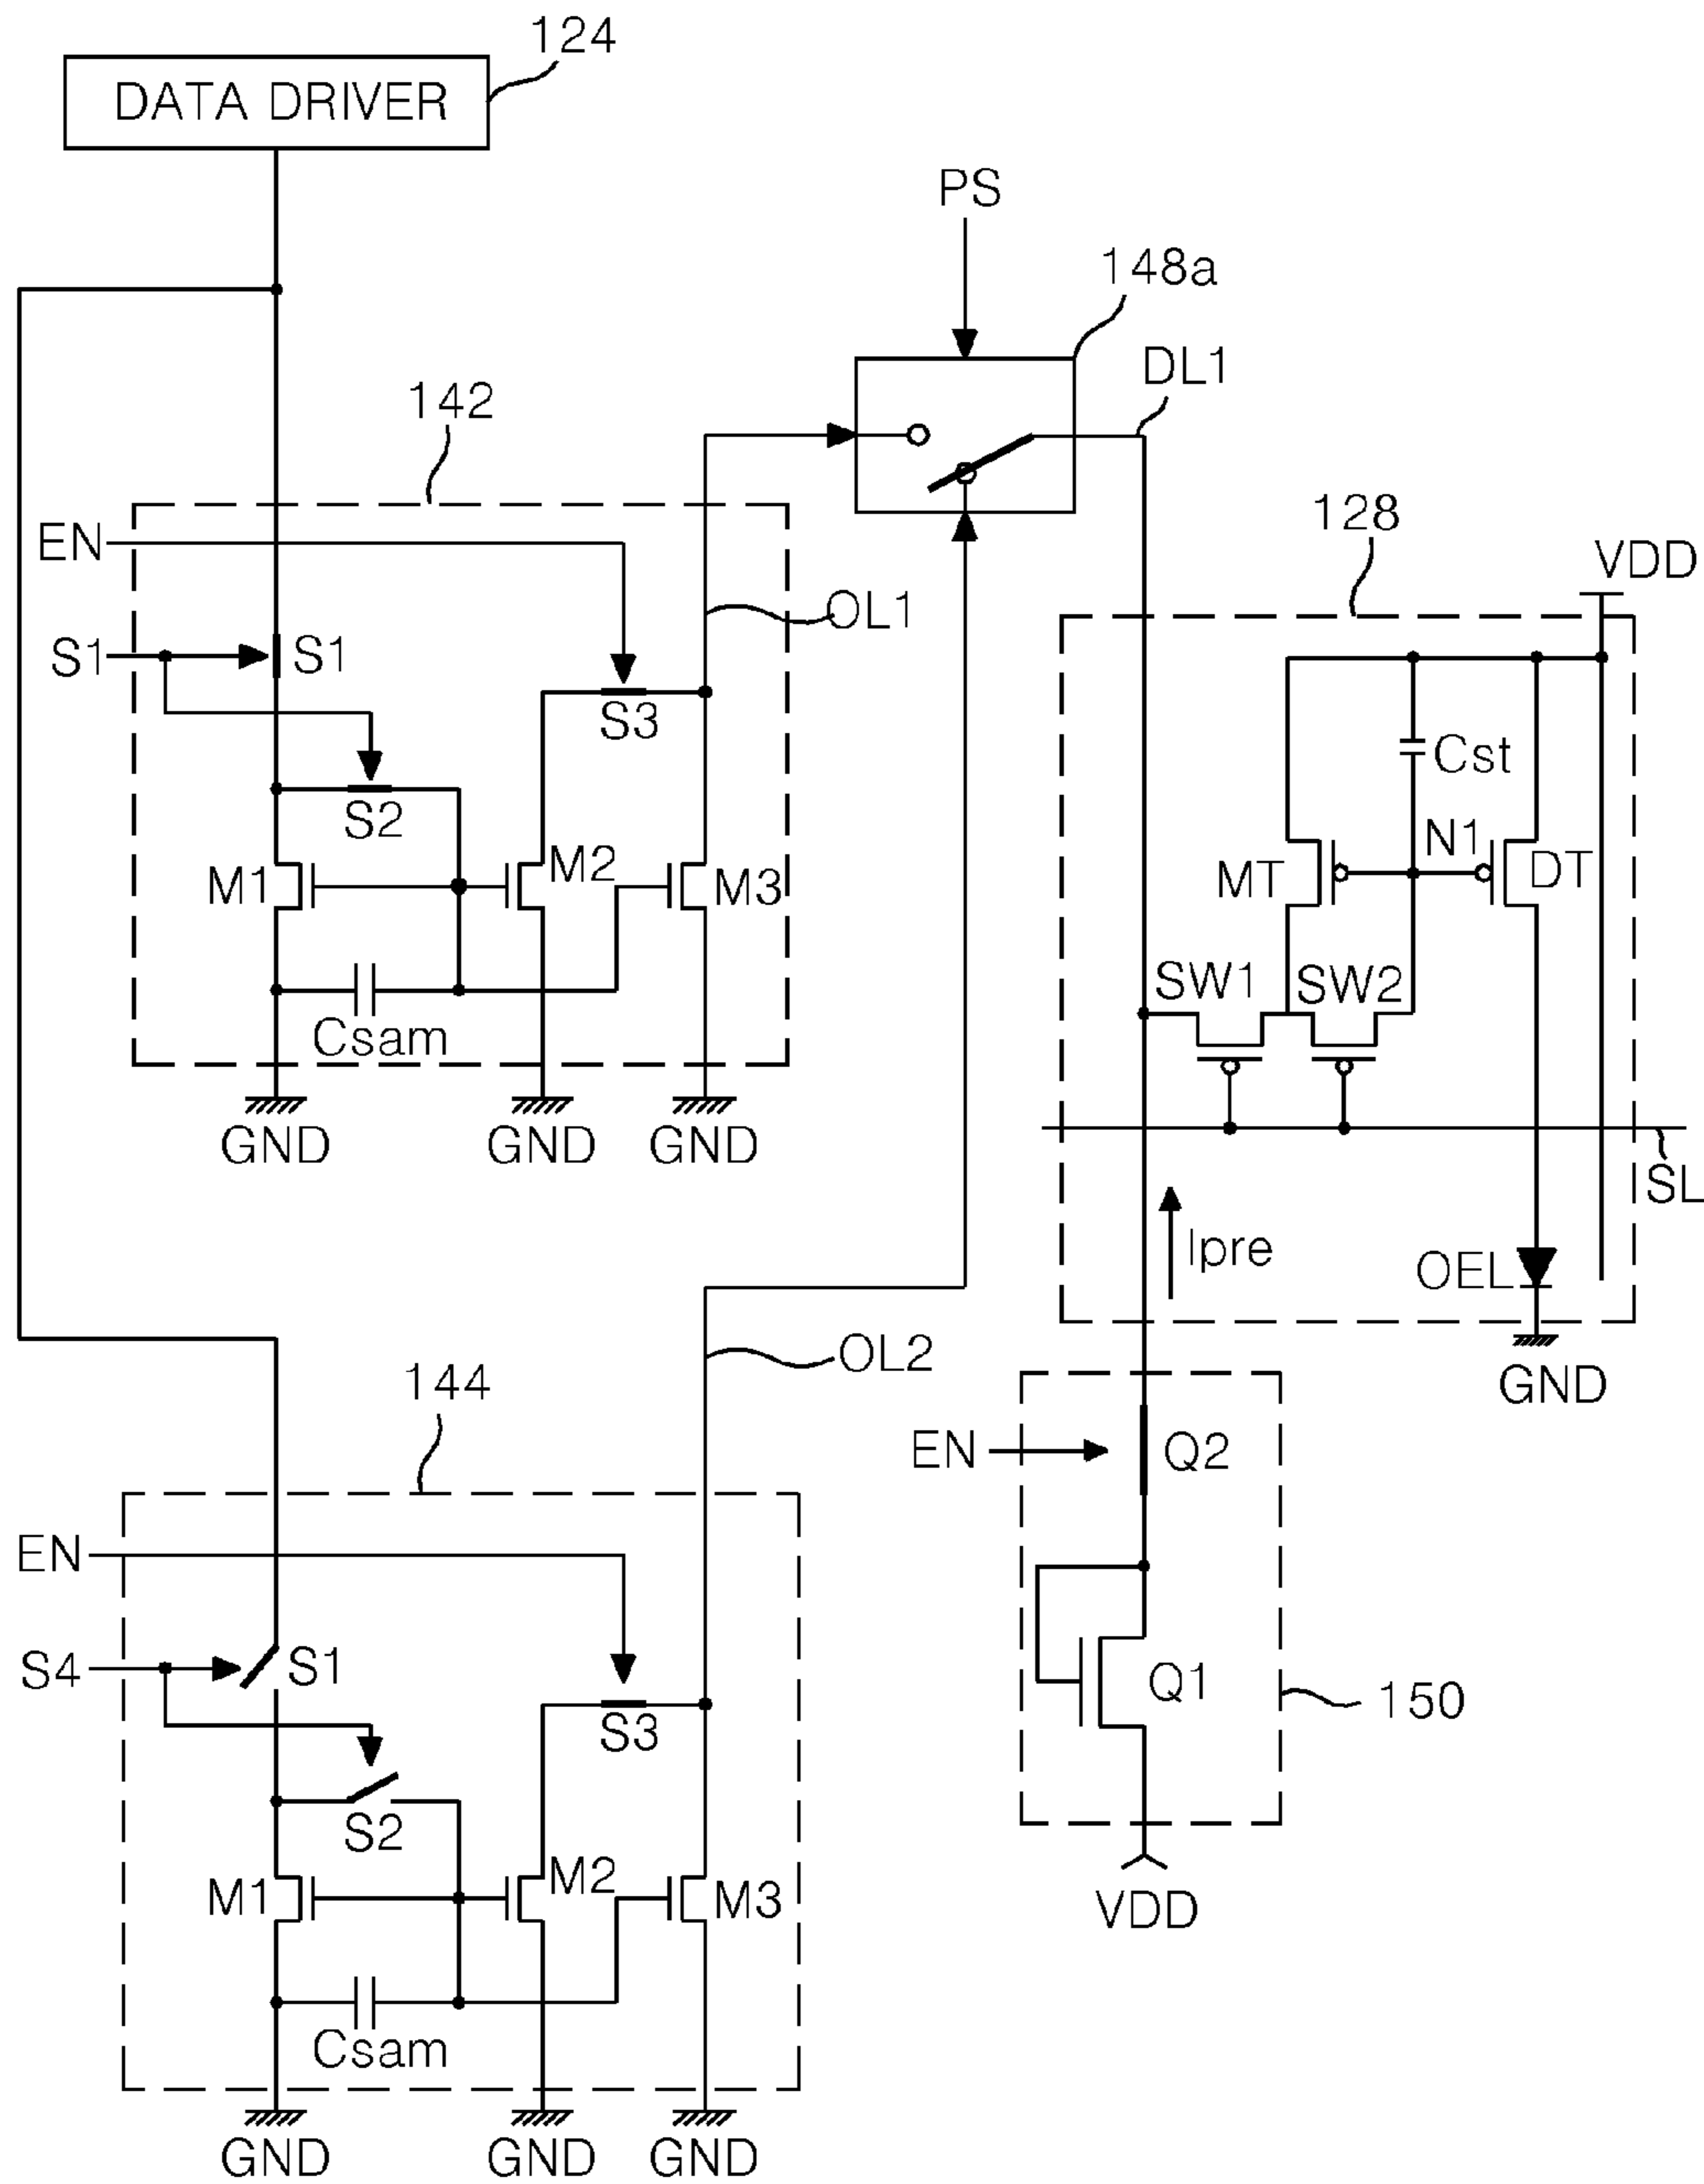 124
DATA DRIVER
PS
148a
DL1
142
128
EN
VDD
OL1
S1
S1
S3
Cst
S2
N1
M1
M2
M3
MT
DT
SW1
SW2
Csam
GND
GND
GND
SL
Ipre
OEL
OL2
144
GND
EN
Q2
EN
S4
S1
Q1
150
S3
S2
M1
M2
M3
VDD
Csam
GND
GND
GND